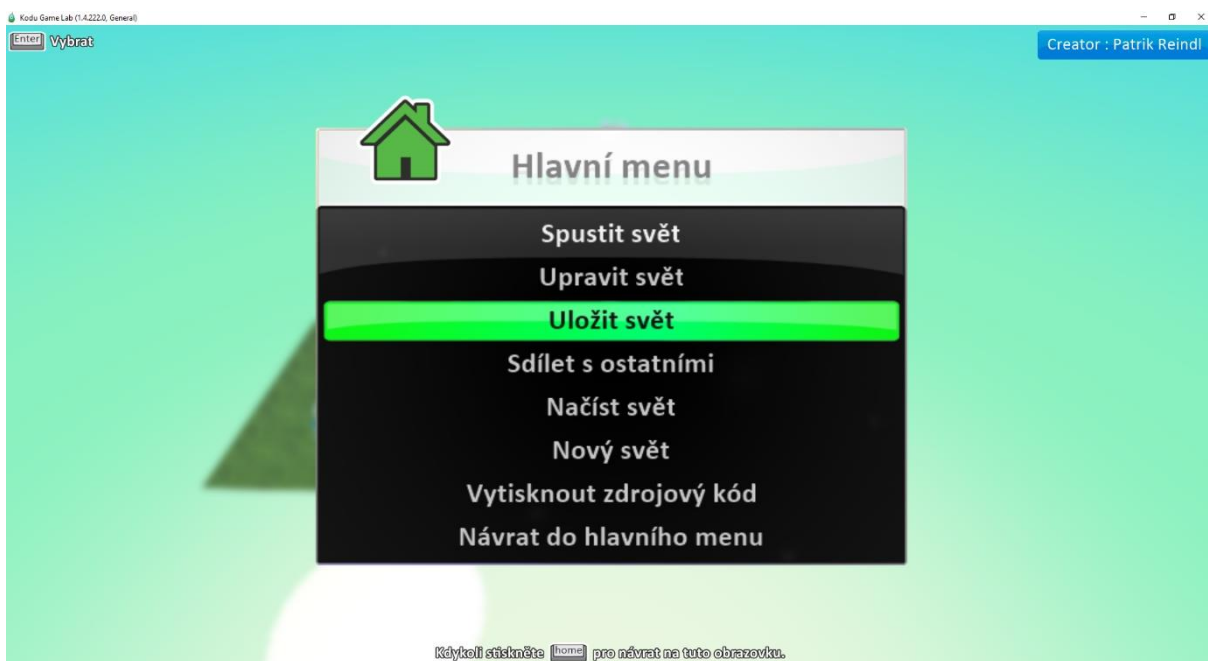 Kodu Game Lab (1.4.222.0, General)
Enter Vybrat
Creator : Patrik Reindl
Hlavní menu
Spustit svět
Upravit svět
Uložit svět
Sdílet s ostatními
Načíst svět
Nový svět
Vytisknout zdrojový kód
Návrat do hlavního menu
Kdykoli stiskněte home pro návrat na tuto obrazovku.